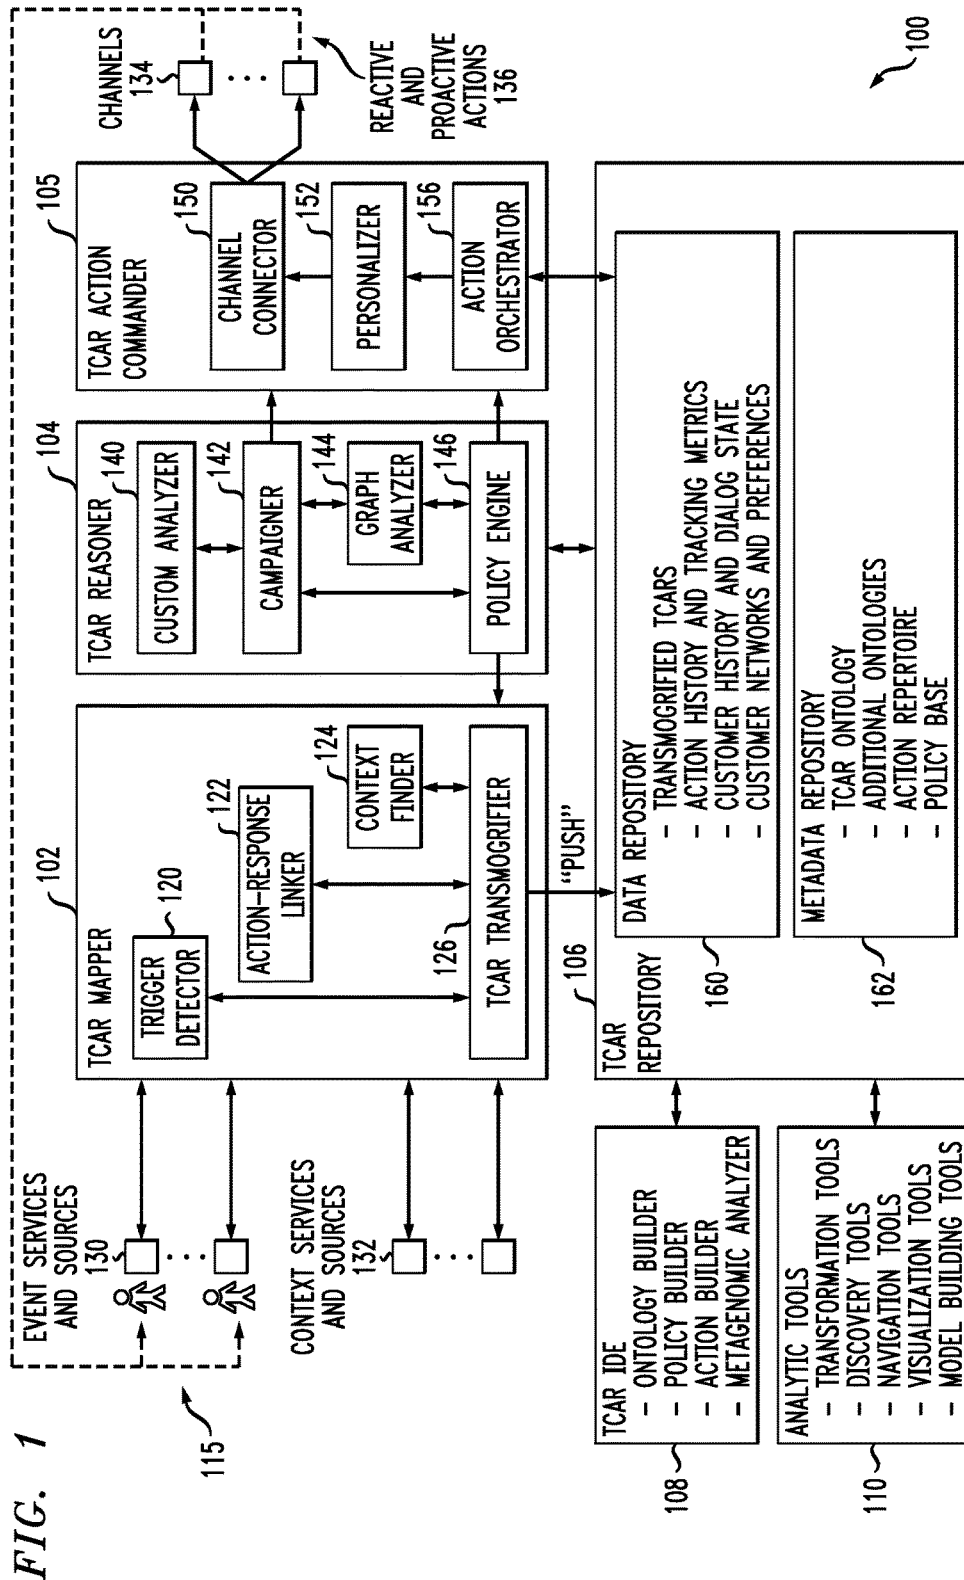 FIG. 1
115
EVENT SERVICES
AND SOURCES
130
CONTEXT SERVICES
AND SOURCES
132
102
TCAR MAPPER
120
TRIGGER
DETECTOR
122
ACTION-RESPONSE
LINKER
124
CONTEXT
FINDER
126
TCAR TRANSMOGRIFIER
"PUSH"
104
TCAR REASONER
140
CUSTOM ANALYZER
142
CAMPAIGNER
144
GRAPH
ANALYZER
146
POLICY ENGINE
105
TCAR ACTION
COMMANDER
150
CHANNEL
CONNECTOR
152
PERSONALIZER
156
ACTION
ORCHESTRATOR
CHANNELS
134
REACTIVE
AND
PROACTIVE
ACTIONS
136
100
TCAR IDE
- ONTOLOGY BUILDER
- POLICY BUILDER
- ACTION BUILDER
- METAGENOMIC ANALYZER
108
ANALYTIC TOOLS
- TRANSFORMATION TOOLS
- DISCOVERY TOOLS
- NAVIGATION TOOLS
- VISUALIZATION TOOLS
- MODEL BUILDING TOOLS
110
106
TCAR
REPOSITORY
DATA REPOSITORY
- TRANSMOGRIFIED TCARS
- ACTION HISTORY AND TRACKING METRICS
- CUSTOMER HISTORY AND DIALOG STATE
- CUSTOMER NETWORKS AND PREFERENCES
160
METADATA REPOSITORY
- TCAR ONTOLOGY
- ADDITIONAL ONTOLOGIES
- ACTION REPERTOIRE
- POLICY BASE
162